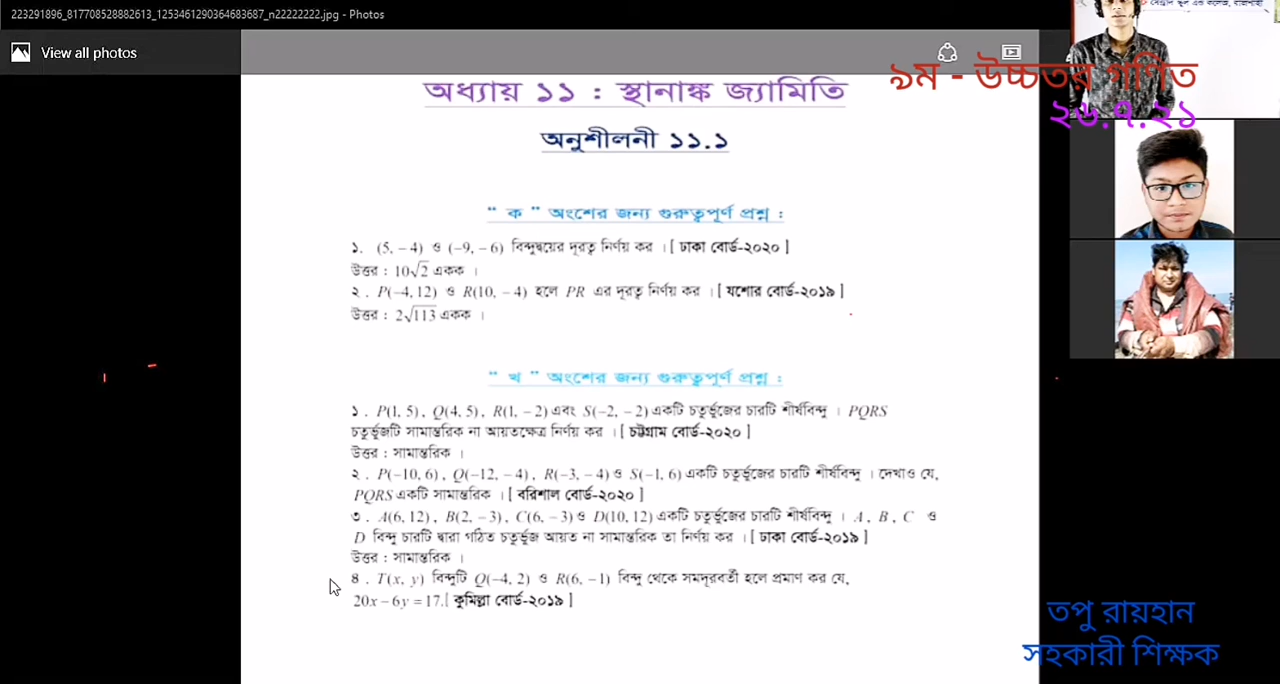 223291896_817708528882613_1253461290364683687_n22222222.jpg - Photos
View all photos
সেন্ট্রাল স্কুল এন্ড কলেজ, রাজশাহী
৯ম - উচ্চতর গণিত
২৬.৭.২১
অধ্যায় ১১ : স্থানাঙ্ক জ্যামিতি
অনুশীলনী ১১.১
“ ক ” অংশের জন্য গুরুত্বপূর্ণ প্রশ্ন :
১. (5, – 4) ও (–9, – 6) বিন্দুদ্বয়ের দূরত্ব নির্ণয় কর । [ ঢাকা বোর্ড-২০২০ ]
উত্তর : 10√2 একক ।
২ . P(–4, 12) ও R(10, – 4) হলে PR এর দূরত্ব নির্ণয় কর । [ যশোর বোর্ড-২০১৯ ]
উত্তর : 2√113 একক ।
“ খ ” অংশের জন্য গুরুত্বপূর্ণ প্রশ্ন :
১ . P(1, 5) , Q(4, 5) , R(1, – 2) এবং S(–2, – 2) একটি চতুর্ভূজের চারটি শীর্ষবিন্দু । PQRS
চতুর্ভূজটি সামান্তরিক না আয়তক্ষেত্র নির্ণয় কর । [ চট্টগ্রাম বোর্ড-২০২০ ]
উত্তর : সামান্তরিক ।
২ . P(–10, 6) , Q(–12, – 4) , R(–3, – 4) ও S(–1, 6) একটি চতুর্ভূজের চারটি শীর্ষবিন্দু । দেখাও যে,
PQRS একটি সামান্তরিক । [ বরিশাল বোর্ড-২০২০ ]
৩ . A(6, 12) , B(2, – 3) , C(6, – 3) ও D(10, 12) একটি চতুর্ভূজের চারটি শীর্ষবিন্দু । A , B , C ও
D বিন্দু চারটি দ্বারা গঠিত চতুর্ভূজ আয়ত না সামান্তরিক তা নির্ণয় কর । [ ঢাকা বোর্ড-২০১৯ ]
উত্তর : সামান্তরিক ।
৪ . T(x, y) বিন্দুটি Q(–4, 2) ও R(6, –1) বিন্দু থেকে সমদূরবর্তী হলে প্রমাণ কর যে,
20x – 6y = 17.[ কুমিল্লা বোর্ড-২০১৯ ]
তপু রায়হান
সহকারী শিক্ষক